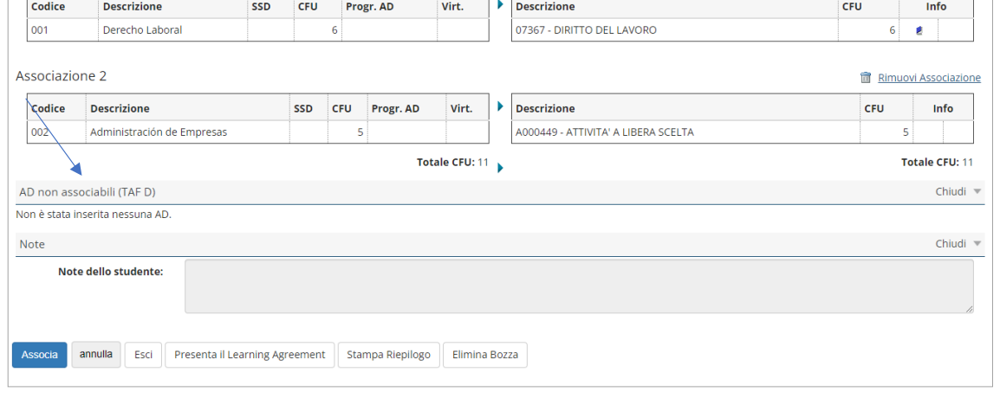 Codice Descrizione SSD CFU Progr. AD Virt. Descrizione CFU Info
001 Derecho Laboral 6 07367 - DIRITTO DEL LAVORO 6
Associazione 2 Rimuovi Associazione
Codice Descrizione SSD CFU Progr. AD Virt. Descrizione CFU Info
002 Administración de Empresas 5 A000449 - ATTIVITA' A LIBERA SCELTA 5
Totale CFU: 11 Totale CFU: 11
AD non associabili (TAF D) Chiudi
Non è stata inserita nessuna AD.
Note Chiudi
Note dello studente:
Associa annulla Esci Presenta il Learning Agreement Stampa Riepilogo Elimina Bozza